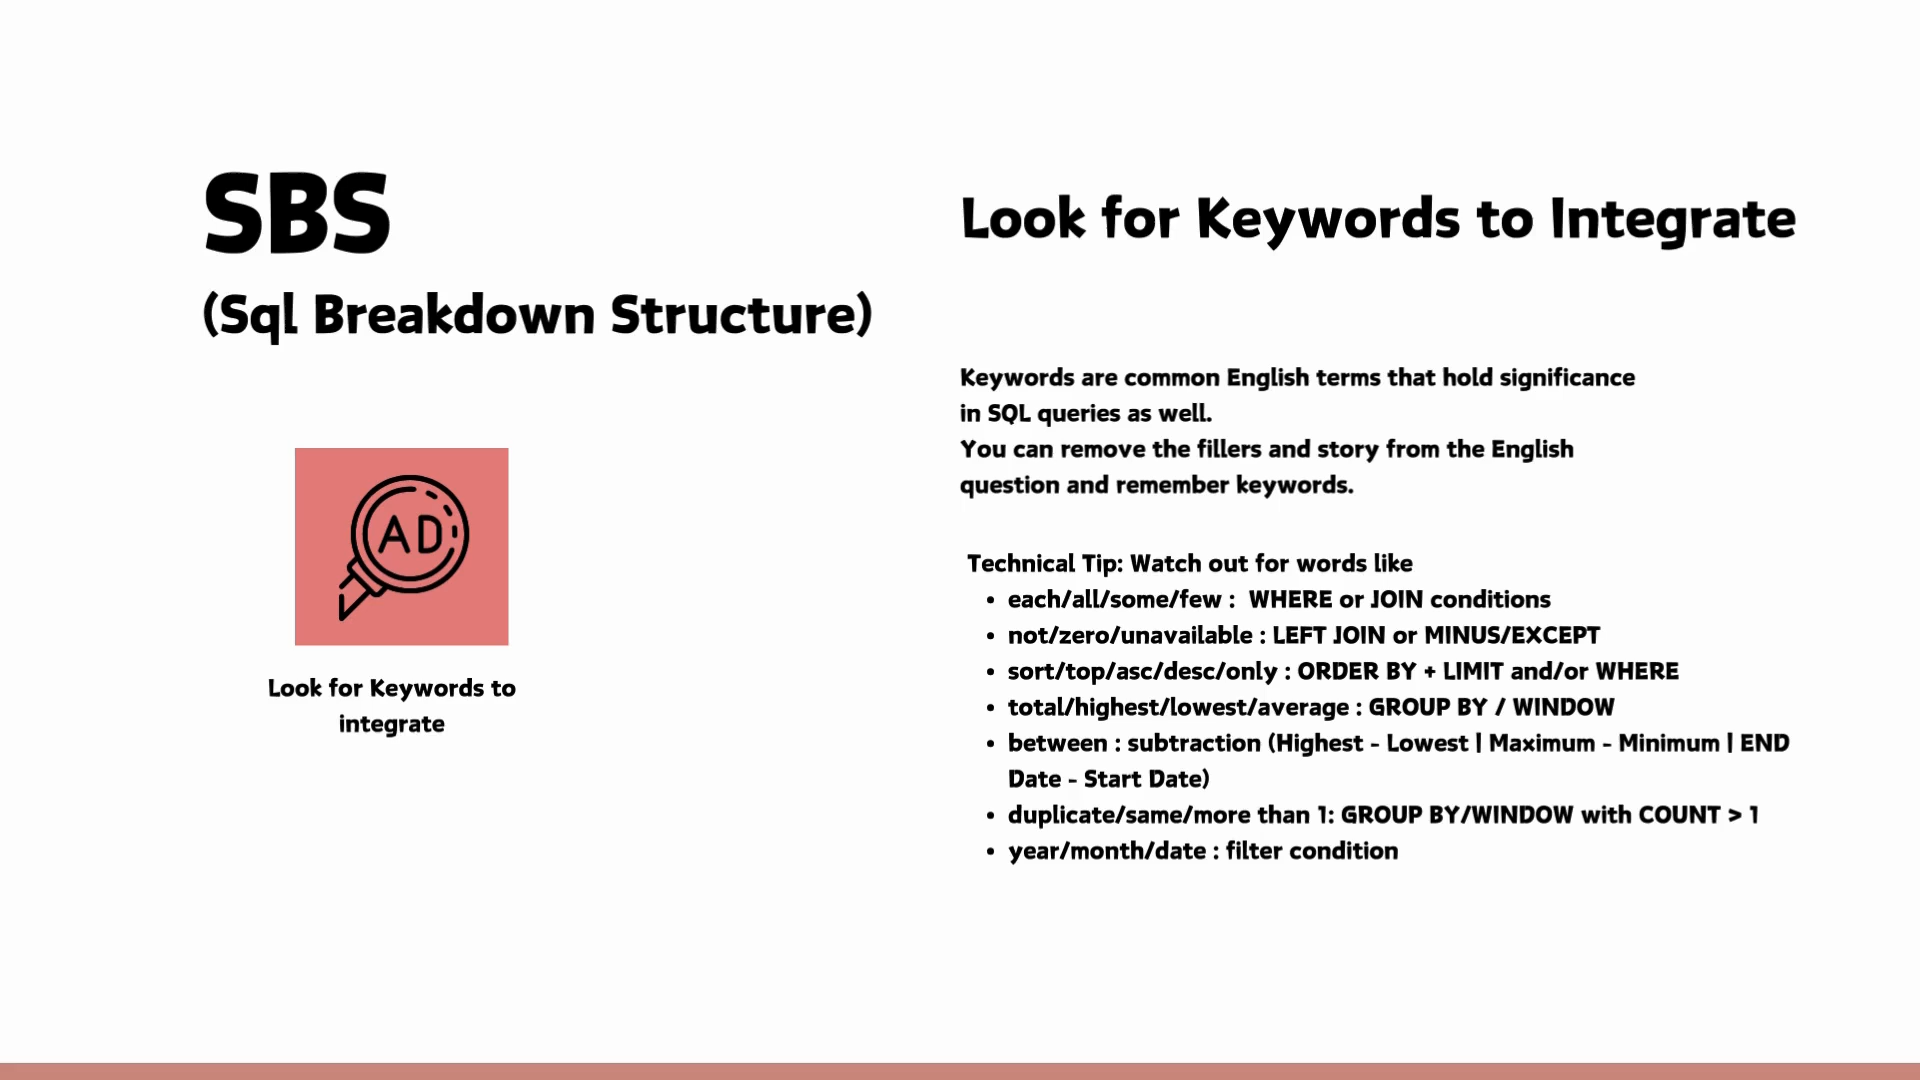 SBS
(Sql Breakdown Structure)
AD
Look for Keywords to
integrate
Look for Keywords to Integrate
Keywords are common English terms that hold significance
in SQL queries as well.
You can remove the fillers and story from the English
question and remember keywords.
Technical Tip: Watch out for words like
• each/all/some/few : WHERE or JOIN conditions
• not/zero/unavailable : LEFT JOIN or MINUS/EXCEPT
• sort/top/asc/desc/only : ORDER BY + LIMIT and/or WHERE
• total/highest/lowest/average : GROUP BY / WINDOW
• between : subtraction (Highest - Lowest | Maximum - Minimum | END
Date - Start Date)
• duplicate/same/more than 1: GROUP BY/WINDOW with COUNT > 1
• year/month/date : filter condition